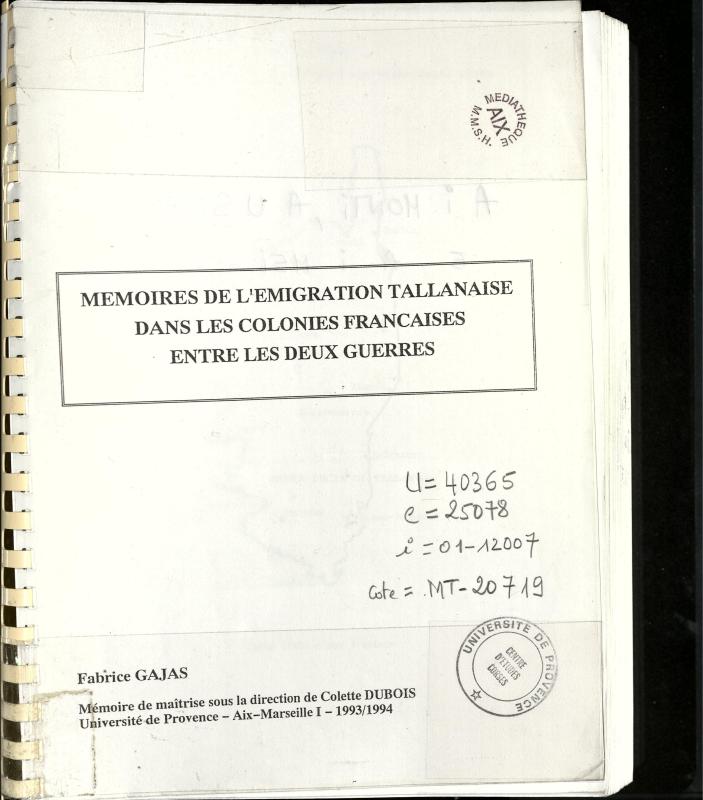 MEDIATHEQUE
AIX
M.M.S.H.
MEMOIRES DE L'EMIGRATION TALLANAISE
DANS LES COLONIES FRANCAISES
ENTRE LES DEUX GUERRES
U= 40365
e = 25078
i = 01-12007
Cote = .MT-20719
UNIVERSITE DE PROVENCE
CENTRE
D'ETUDES
CORSES
Fabrice GAJAS
Mémoire de maîtrise sous la direction de Colette DUBOIS
Université de Provence – Aix–Marseille I – 1993/1994